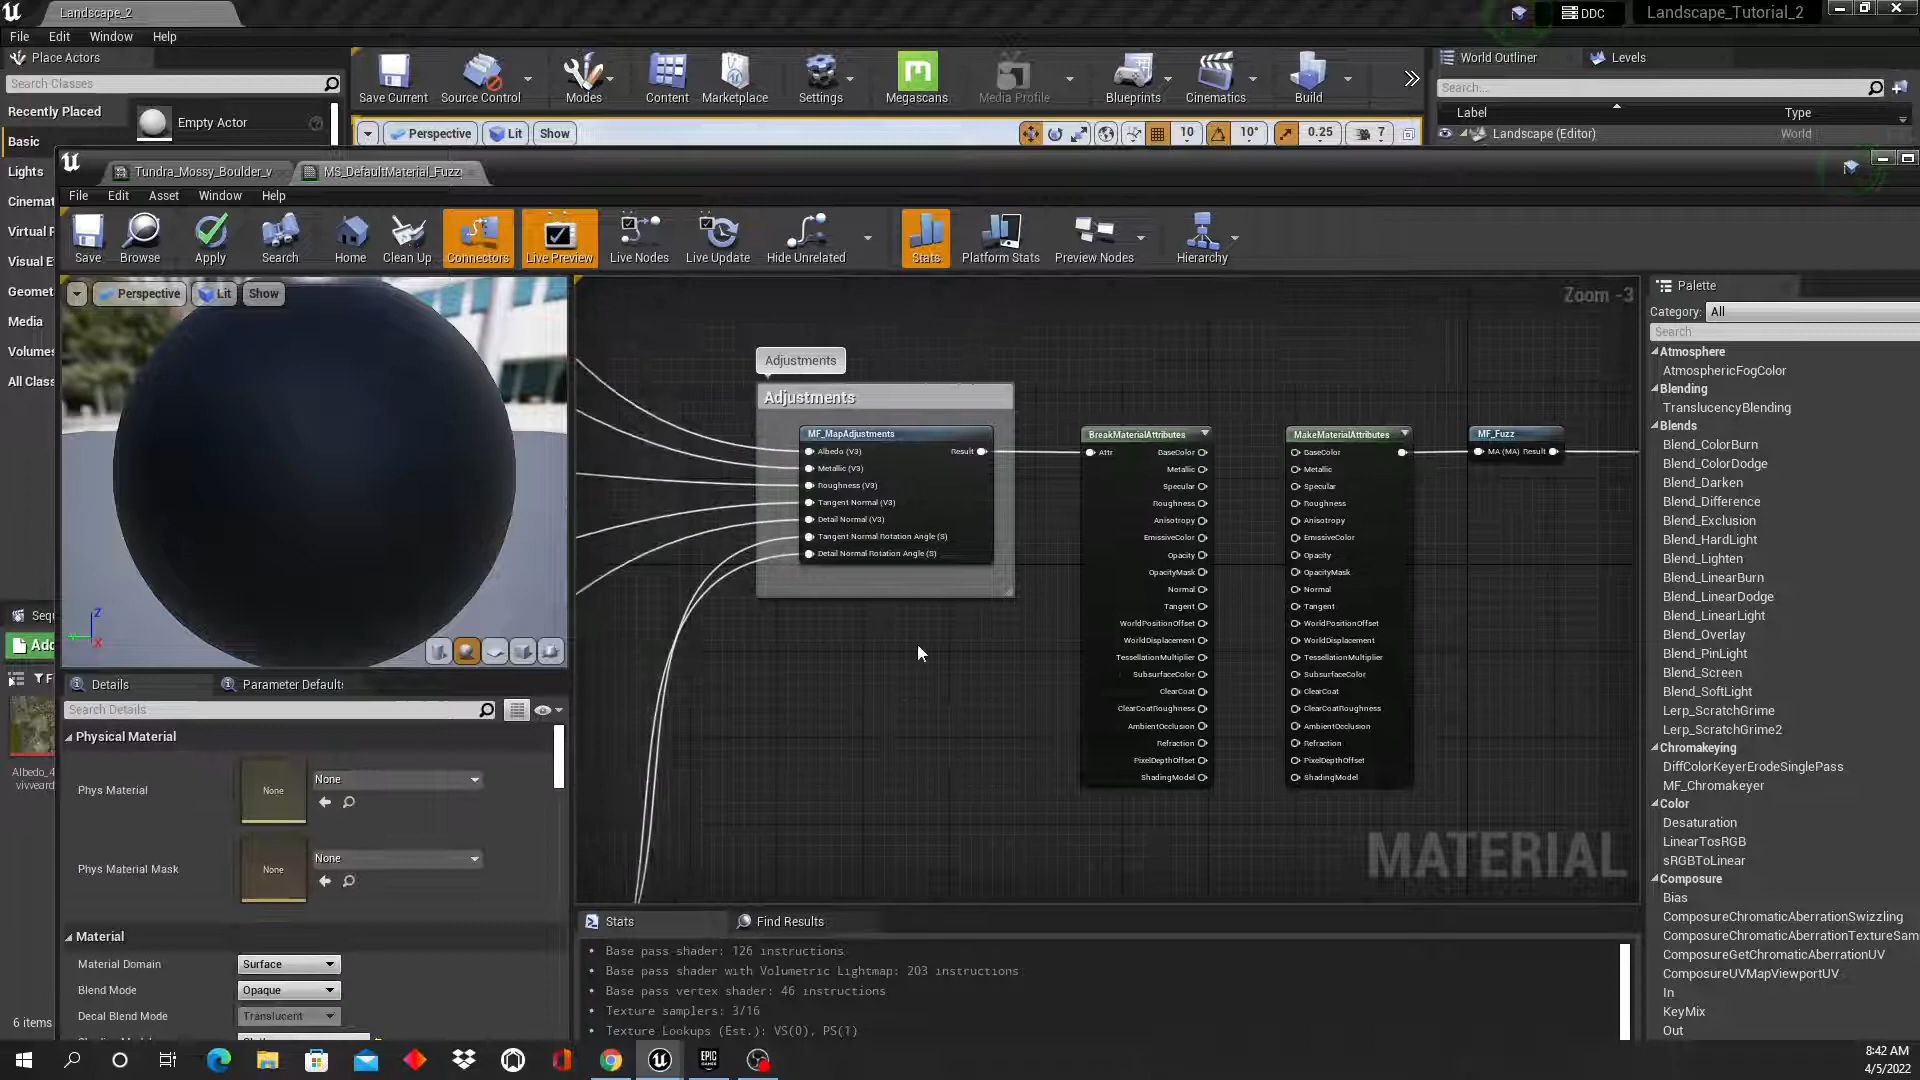 Landscape_2
DDC
Landscape_Tutorial_2
File Edit Window Help
Place Actors
Search Classes
Recently Placed
Basic
Lights
Cinemat
Virtual F
Visual E
Geomet
Media
Volumes
All Class
Empty Actor
Save Current
Source Control
Modes
Content
Marketplace
Settings
Megascans
Media Profile
Blueprints
Cinematics
Build
Perspective
Lit
Show
10
10°
0.25
7
World Outliner
Levels
Search...
Label
Type
Landscape (Editor)
World
Tundra_Mossy_Boulder_v
MS_DefaultMaterial_Fuzz
File Edit Asset Window Help
Save
Browse
Apply
Search
Home
Clean Up
Connectors
Live Preview
Live Nodes
Live Update
Hide Unrelated
Stats
Platform Stats
Preview Nodes
Hierarchy
Perspective
Lit
Show
Z
X
Zoom -3
Adjustments
Adjustments
MF_MapAdjustments
Albedo (V3)
Result
Metallic (V3)
Roughness (V3)
Tangent Normal (V3)
Detail Normal (V3)
Tangent Normal Rotation Angle (S)
Detail Normal Rotation Angle (S)
BreakMaterialAttributes
Attr
BaseColor
Metallic
Specular
Roughness
Anisotropy
EmissiveColor
Opacity
OpacityMask
Normal
Tangent
WorldPositionOffset
WorldDisplacement
TessellationMultiplier
SubsurfaceColor
ClearCoat
ClearCoatRoughness
AmbientOcclusion
Refraction
PixelDepthOffset
ShadingModel
MakeMaterialAttributes
BaseColor
Metallic
Specular
Roughness
Anisotropy
EmissiveColor
Opacity
OpacityMask
Normal
Tangent
WorldPositionOffset
WorldDisplacement
TessellationMultiplier
SubsurfaceColor
ClearCoat
ClearCoatRoughness
AmbientOcclusion
Refraction
PixelDepthOffset
ShadingModel
MF_Fuzz
MA (MA) Result
MATERIAL
Palette
Category: All
Search
Atmosphere
AtmosphericFogColor
Blending
TranslucencyBlending
Blends
Blend_ColorBurn
Blend_ColorDodge
Blend_Darken
Blend_Difference
Blend_Exclusion
Blend_HardLight
Blend_Lighten
Blend_LinearBurn
Blend_LinearDodge
Blend_LinearLight
Blend_Overlay
Blend_PinLight
Blend_Screen
Blend_SoftLight
Lerp_ScratchGrime
Lerp_ScratchGrime2
Chromakeying
DiffColorKeyerErodeSinglePass
MF_Chromakeyer
Color
Desaturation
LinearTosRGB
sRGBToLinear
Composure
Bias
ComposureChromaticAberrationSwizzling
ComposureChromaticAberrationTextureSam
ComposureGetChromaticAberrationUV
ComposureUVMapViewportUV
In
KeyMix
Out
Seq
Add
F
Albedo_4
vivveard
6 items
Details
Parameter Defaults
Search Details
Physical Material
Phys Material
None
None
Phys Material Mask
None
None
Material
Material Domain
Surface
Blend Mode
Opaque
Decal Blend Mode
Translucent
Stats
Find Results
• Base pass shader: 126 instructions
• Base pass shader with Volumetric Lightmap: 203 instructions
• Base pass vertex shader: 46 instructions
• Texture samplers: 3/16
• Texture Lookups (Est.): VS(0), PS(1)
EPIC
GAMES
8:42 AM
4/5/2022